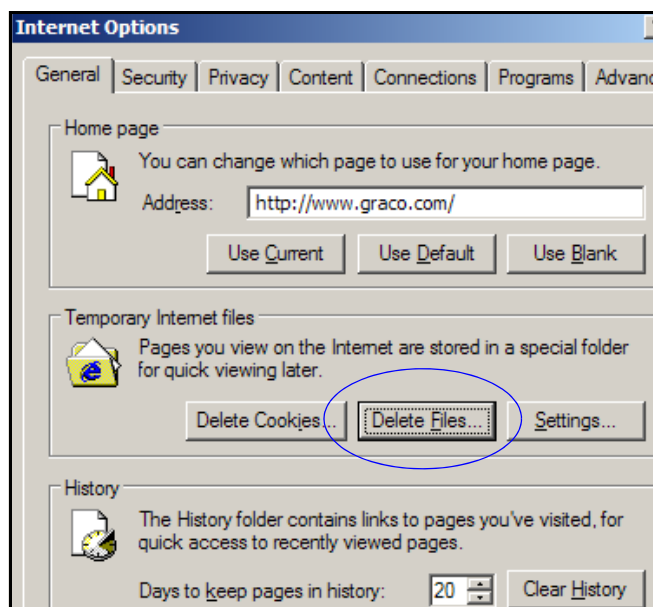 Internet Options
General Security Privacy Content Connections Programs Advanc
Home page
You can change which page to use for your home page.
Address: http://www.graco.com/
Use Current Use Default Use Blank
Temporary Internet files
Pages you view on the Internet are stored in a special folder
for quick viewing later.
Delete Cookies... Delete Files... Settings...
History
The History folder contains links to pages you've visited, for
quick access to recently viewed pages.
Days to keep pages in history: 20 Clear History